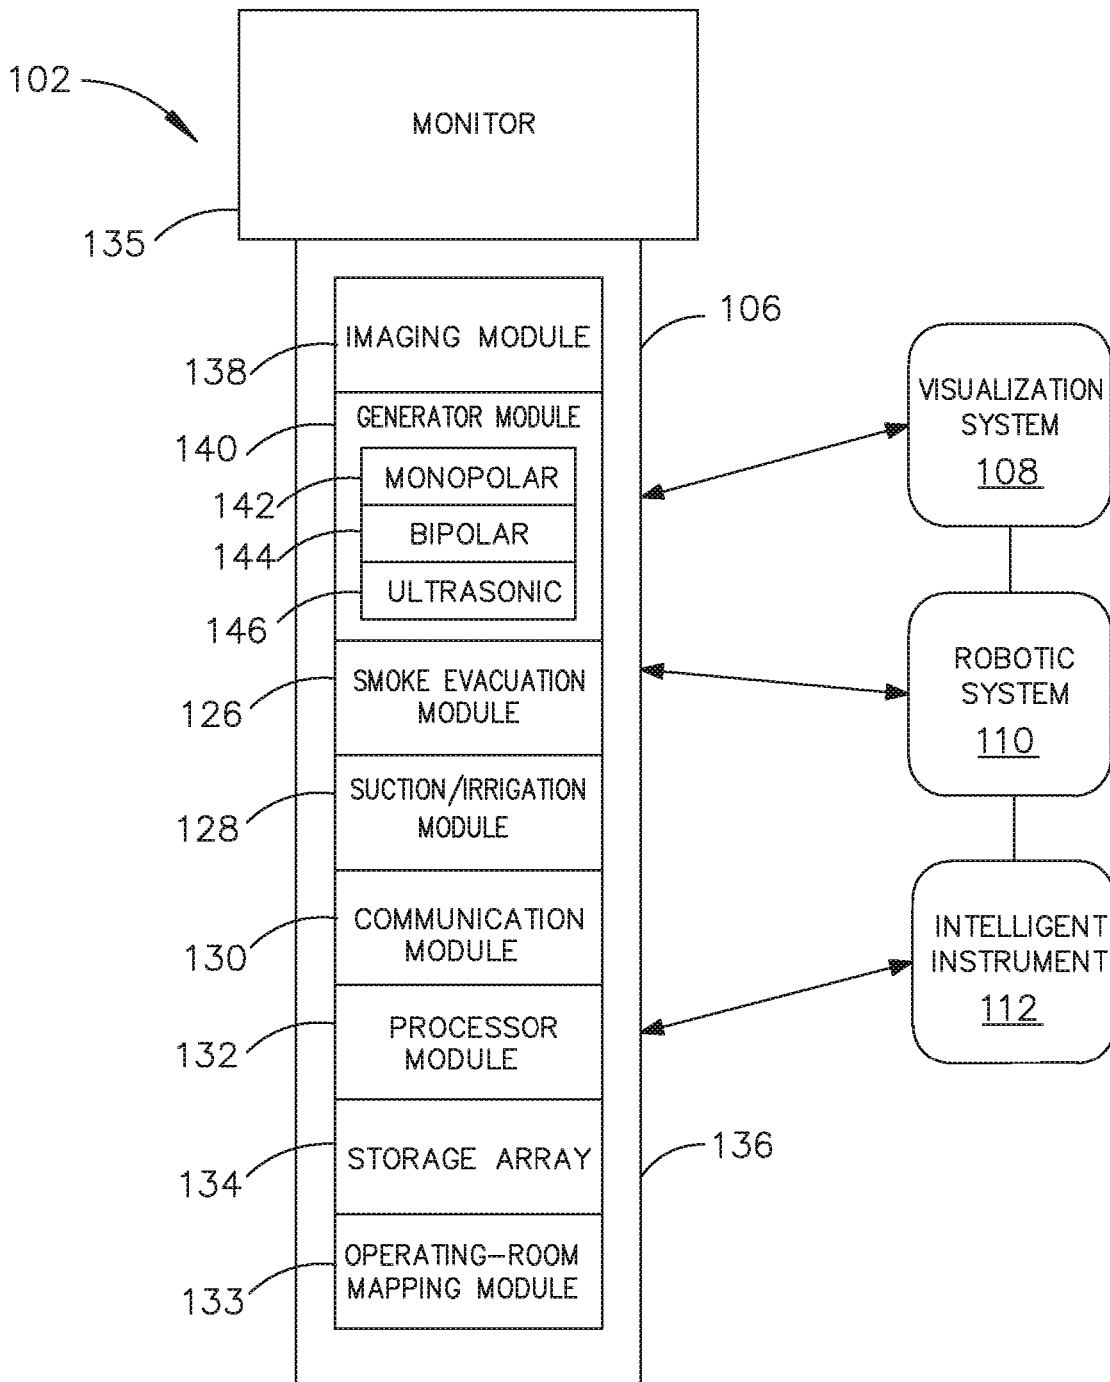 102
MONITOR
135
106
IMAGING MODULE
138
GENERATOR MODULE
140
MONOPOLAR
142
BIPOLAR
144
ULTRASONIC
146
SMOKE EVACUATION
MODULE
126
SUCTION/IRRIGATION
MODULE
128
COMMUNICATION
MODULE
130
PROCESSOR
MODULE
132
STORAGE ARRAY
134
136
OPERATING-ROOM
MAPPING MODULE
133
VISUALIZATION
SYSTEM
108
ROBOTIC
SYSTEM
110
INTELLIGENT
INSTRUMENT
112